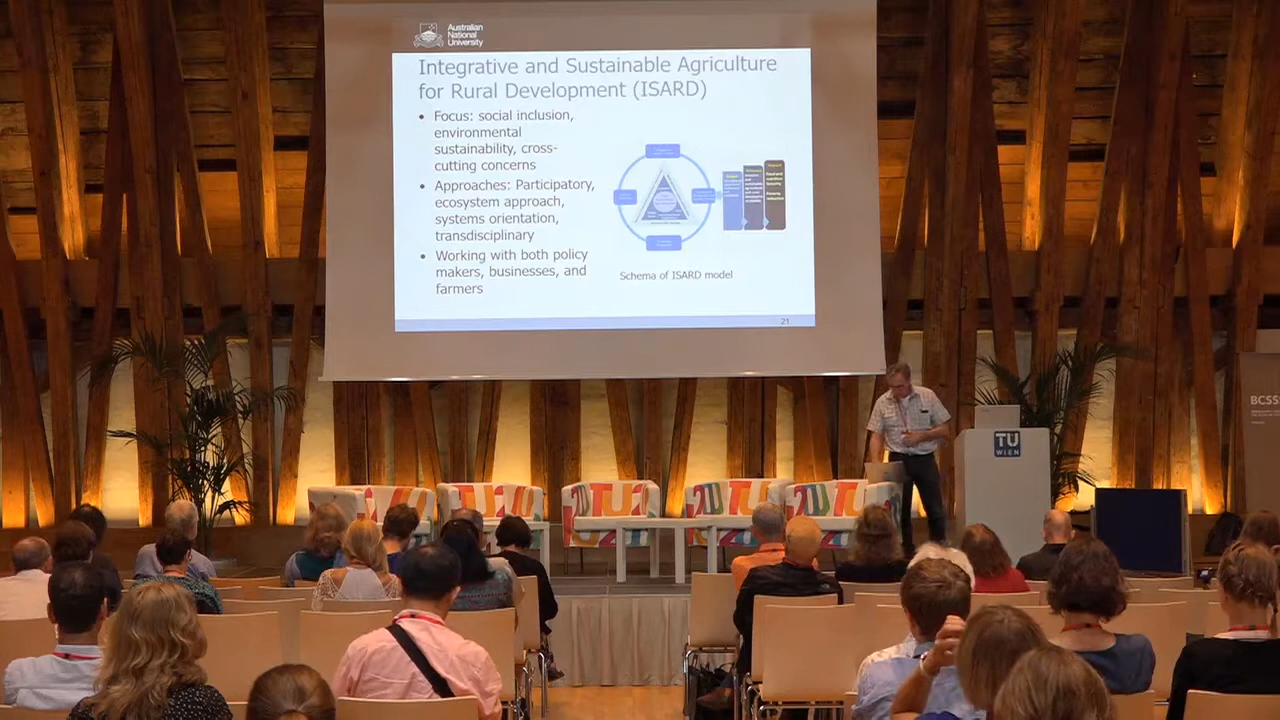 Australian
National
University
Integrative and Sustainable Agriculture
for Rural Development (ISARD)
• Focus: social inclusion,
environmental
sustainability, cross-
cutting concerns
• Approaches: Participatory,
ecosystem approach,
systems orientation,
transdisciplinary
• Working with both policy
makers, businesses, and
farmers
Schema of ISARD model
21
TU
WIEN
BCSS